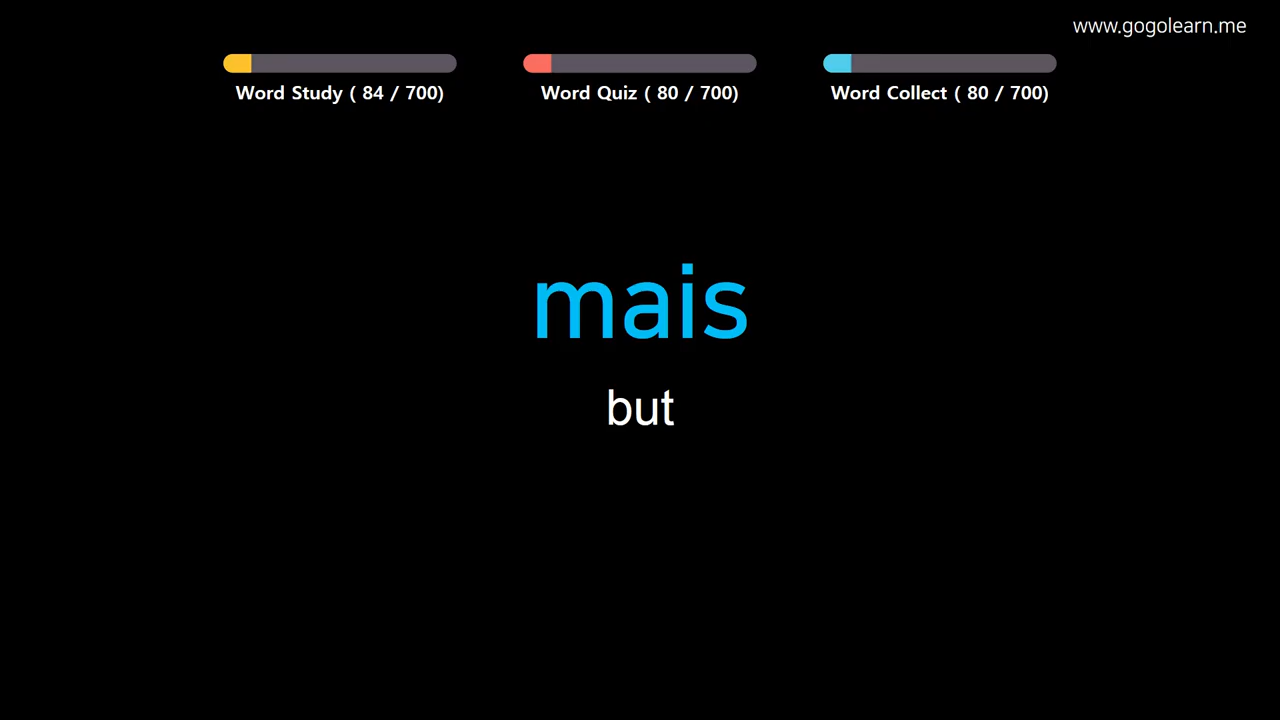 www.gogolearn.me
Word Study ( 84 / 700)
Word Quiz ( 80 / 700)
Word Collect ( 80 / 700)
mais
but